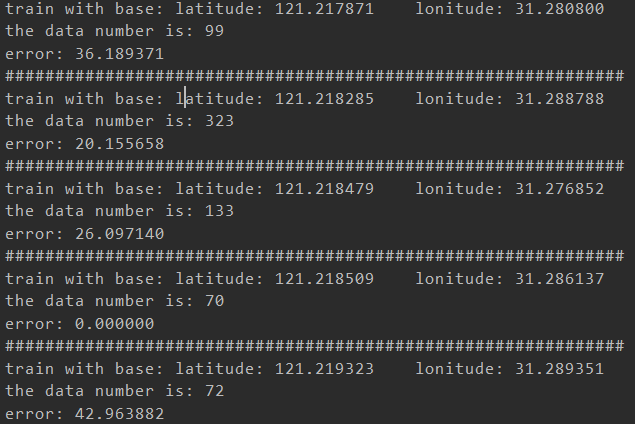 train with base: latitude: 121.217871    lonitude: 31.280800
the data number is: 99
error: 36.189371
##############################################################
train with base: latitude: 121.218285    lonitude: 31.288788
the data number is: 323
error: 20.155658
##############################################################
train with base: latitude: 121.218479    lonitude: 31.276852
the data number is: 133
error: 26.097140
##############################################################
train with base: latitude: 121.218509    lonitude: 31.286137
the data number is: 70
error: 0.000000
##############################################################
train with base: latitude: 121.219323    lonitude: 31.289351
the data number is: 72
error: 42.963882